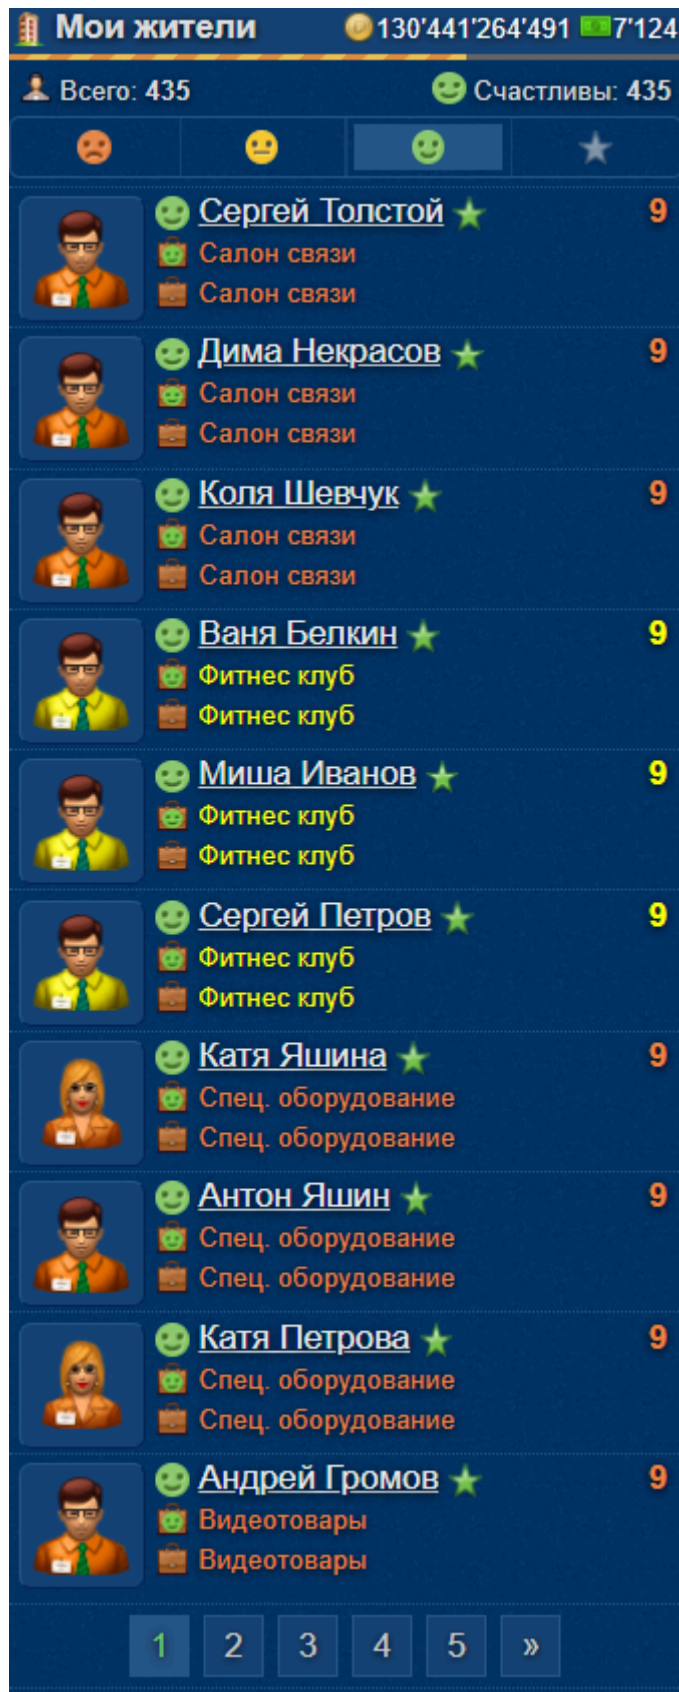 Мои жители 130'441'264'491 7'124
Всего: 435 Счастливы: 435
Сергей Толстой 9
Салон связи
Салон связи
Дима Некрасов 9
Салон связи
Салон связи
Коля Шевчук 9
Салон связи
Салон связи
Ваня Белкин 9
Фитнес клуб
Фитнес клуб
Миша Иванов 9
Фитнес клуб
Фитнес клуб
Сергей Петров 9
Фитнес клуб
Фитнес клуб
Катя Яшина 9
Спец. оборудование
Спец. оборудование
Антон Яшин 9
Спец. оборудование
Спец. оборудование
Катя Петрова 9
Спец. оборудование
Спец. оборудование
Андрей Громов 9
Видеотовары
Видеотовары
1 2 3 4 5 »